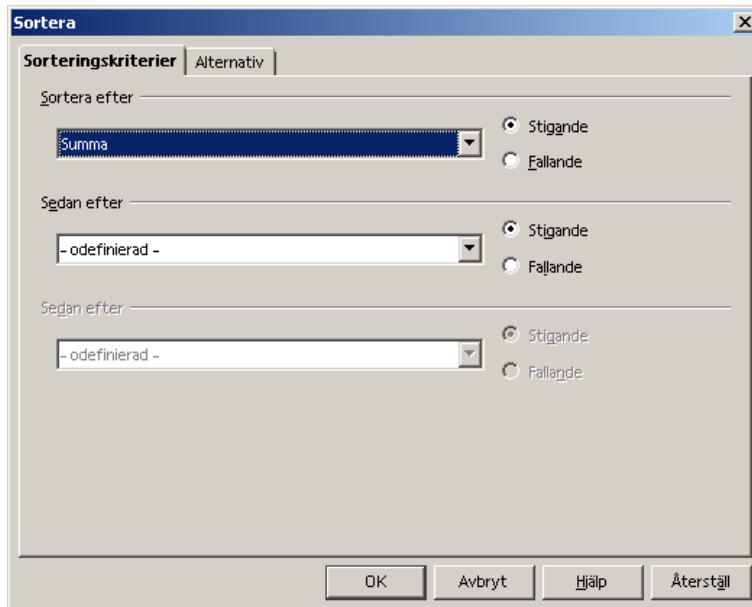 Sortera
Sorteringskriterier Alternativ
Sortera efter
Summa
Stigande
Fallande
Sedan efter
- odefinierad -
Stigande
Fallande
Sedan efter
- odefinierad -
Stigande
Fallande
OK Avbryt Hjälp Återställ